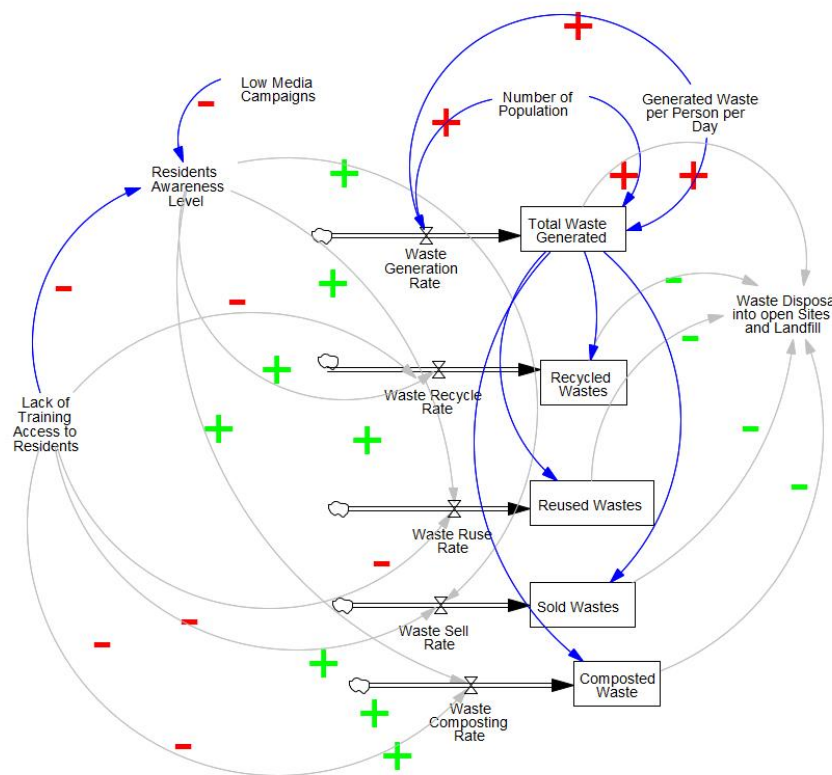 Low Media
Campaigns
Number of
Population
Generated Waste
per Person per
Day
Residents
Awareness
Level
Total Waste
Generated
Waste
Generation
Rate
Waste Disposa
into open Sites
and Landfill
Recycled
Wastes
Waste Recycle
Rate
Lack of
Training
Access to
Residents
Reused Wastes
Waste Ruse
Rate
Sold Wastes
Waste Sell
Rate
Composted
Waste
Waste
Composting
Rate